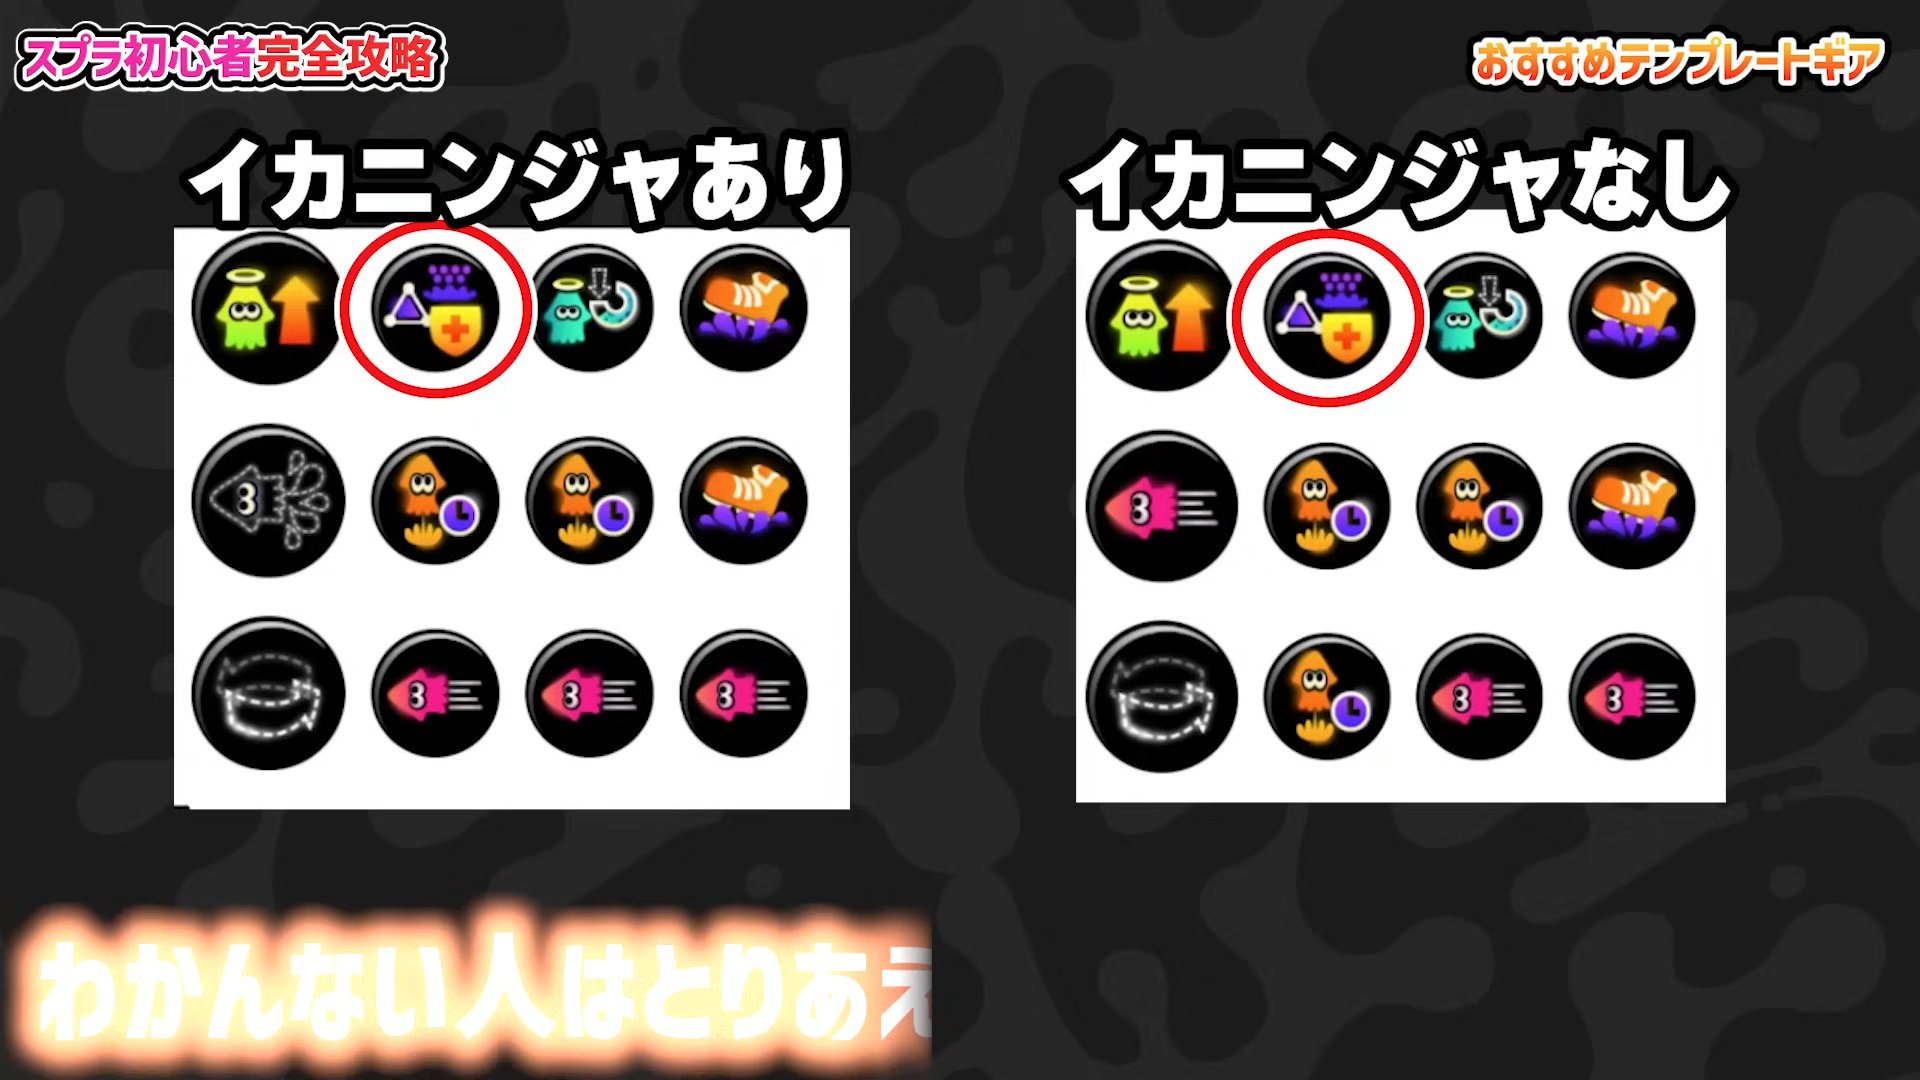 スプラ初心者完全攻略
おすすめテンプレートギア
イカニンジャあり
イカニンジャなし
わかんない人はとりあえ